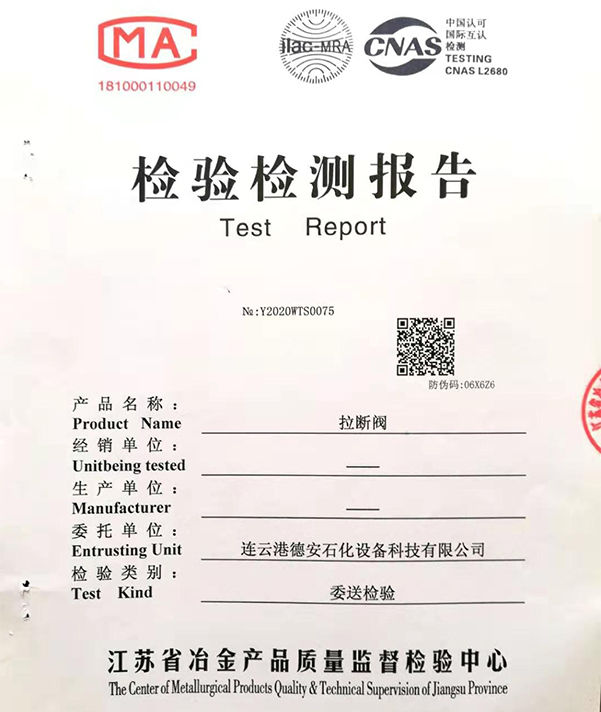 CMA
181000110049
ilac-MRA
CNAS
中国认可
国际互认
检测
TESTING
CNAS L2680
检验检测报告
Test Report
№:Y2020WTS0075
防伪码:06X6Z6
产品名称: 拉断阀
Product Name
经销单位: ——
Unitbeing tested
生产单位: ——
Manufacturer
委托单位: 连云港德安石化设备科技有限公司
Entrusting Unit
检验类别: 委送检验
Test Kind
江苏省冶金产品质量监督检验中心
The Center of Metallurgical Products Quality & Technical Supervision of Jiangsu Province